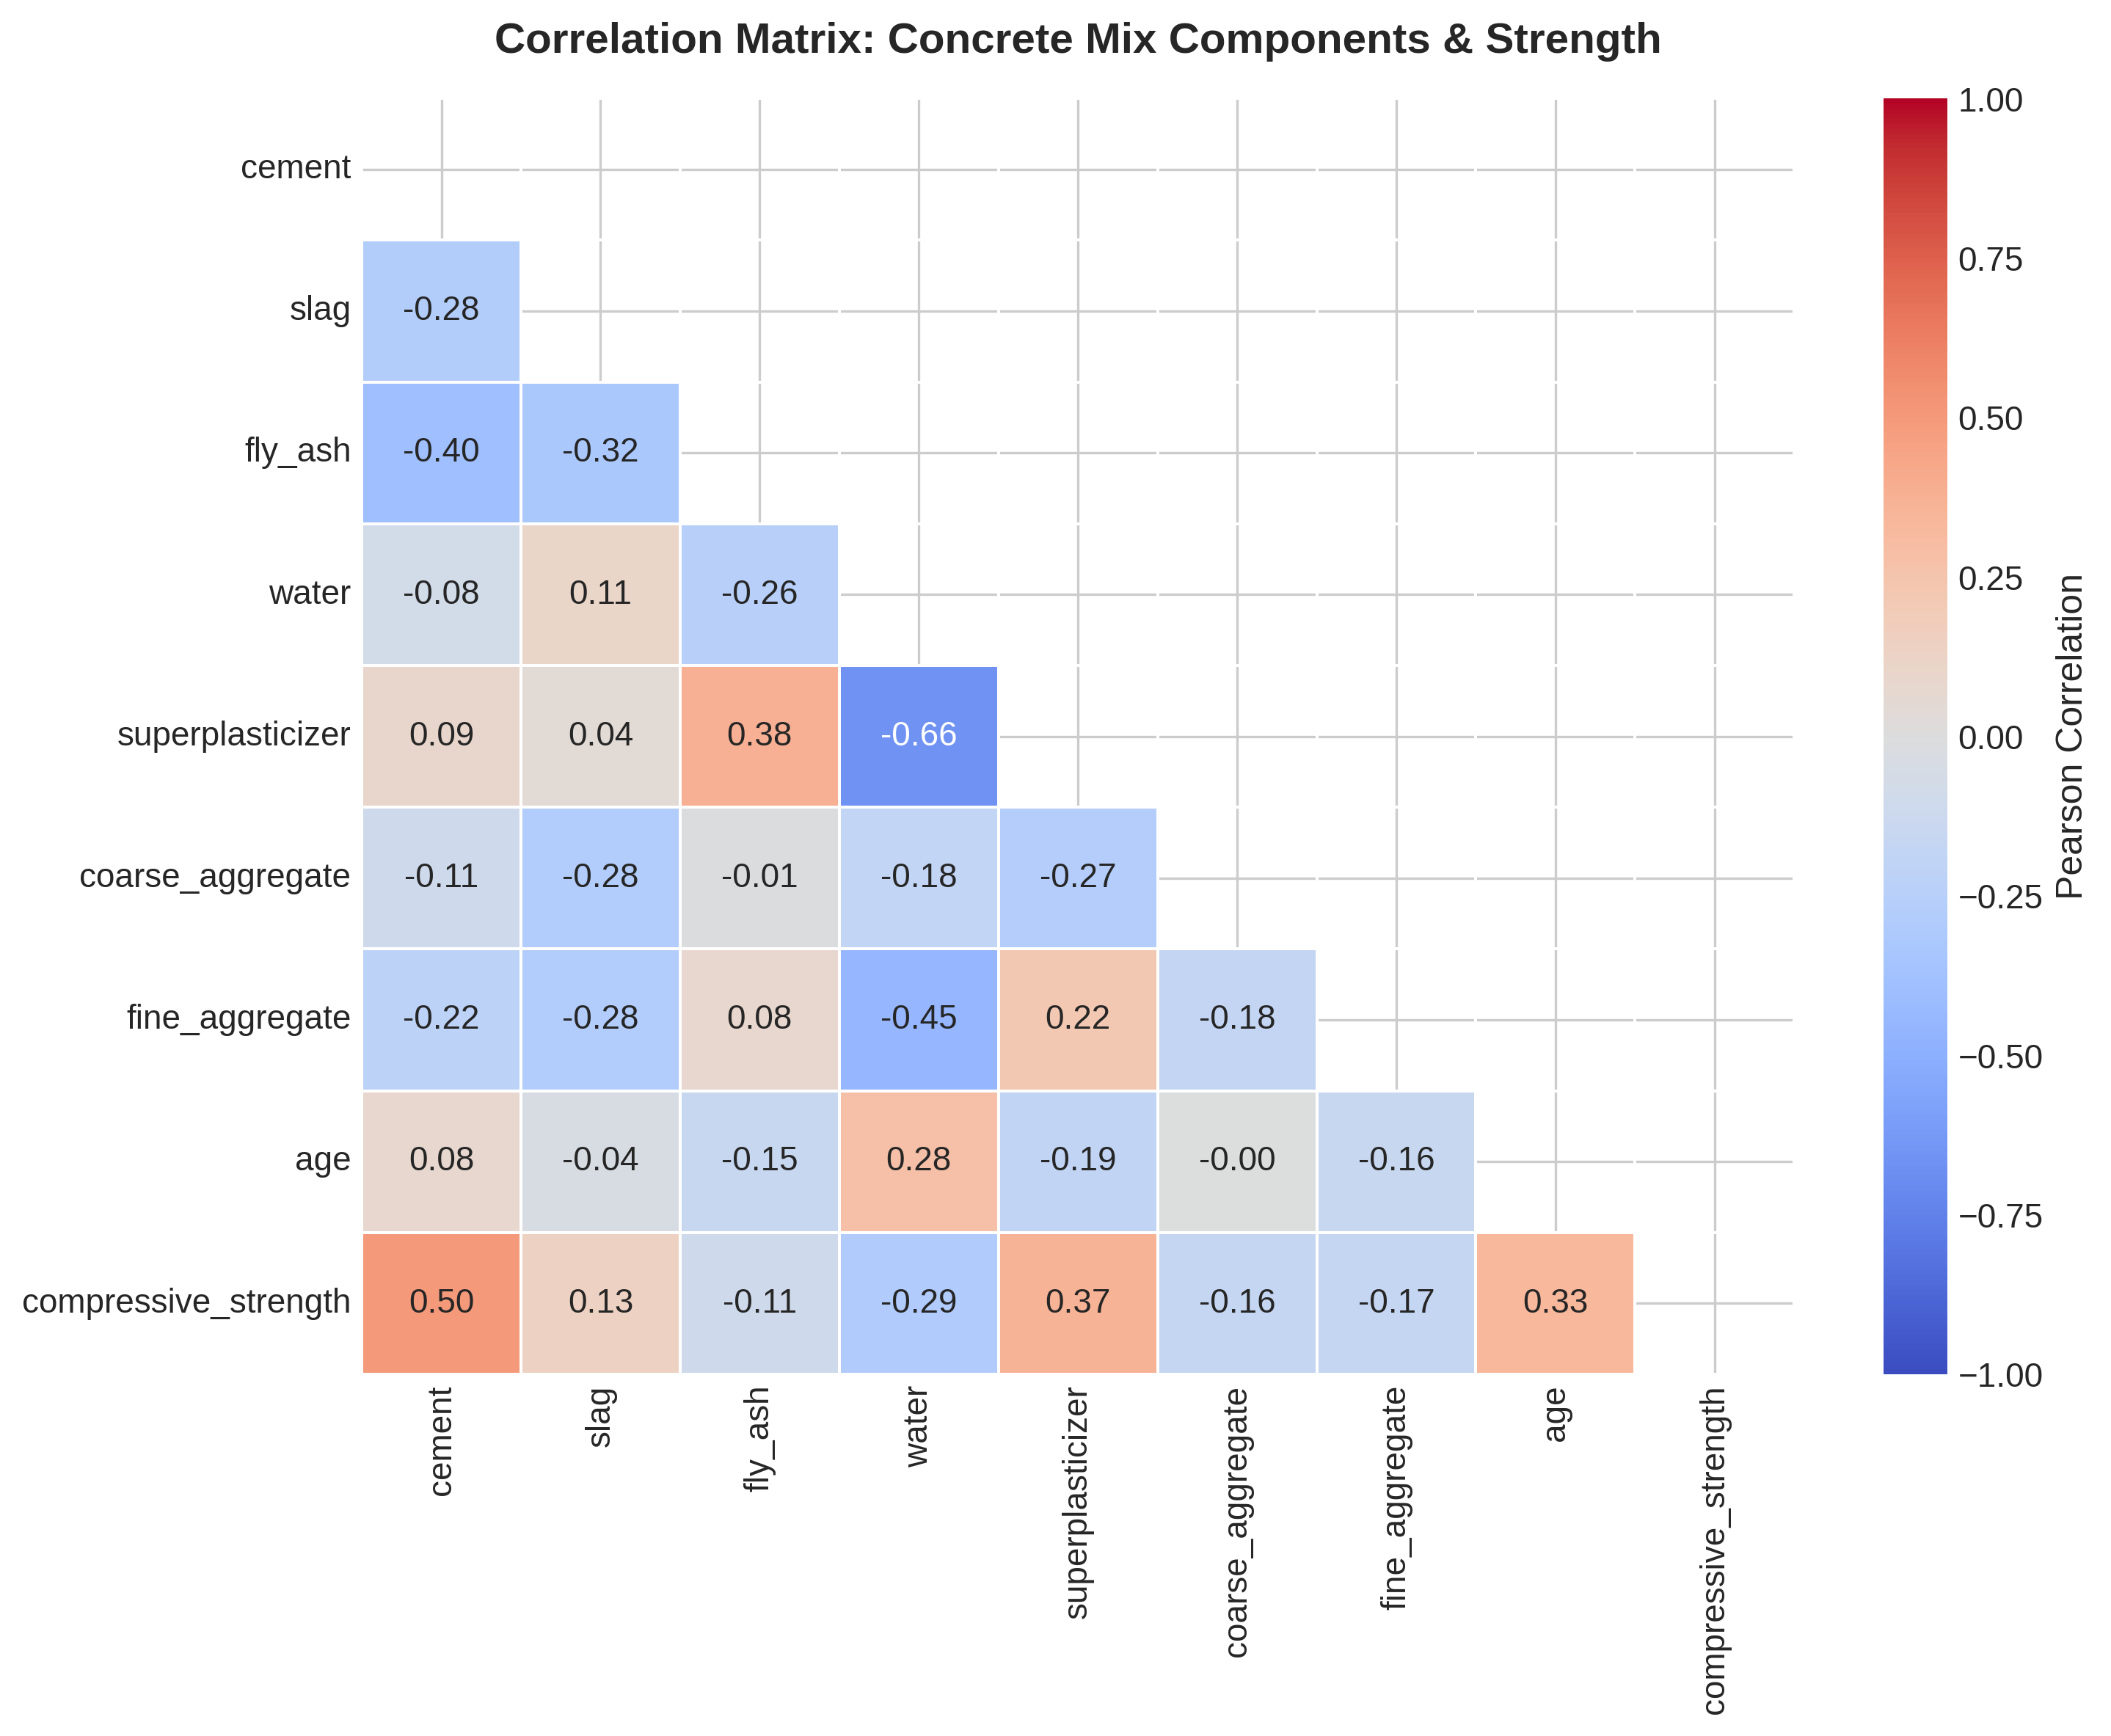 Correlation Matrix: Concrete Mix Components & Strength
cement
slag -0.28
fly_ash -0.40 -0.32
water -0.08 0.11 -0.26
superplasticizer 0.09 0.04 0.38 -0.66
coarse_aggregate -0.11 -0.28 -0.01 -0.18 -0.27
fine_aggregate -0.22 -0.28 0.08 -0.45 0.22 -0.18
age 0.08 -0.04 -0.15 0.28 -0.19 -0.00 -0.16
compressive_strength 0.50 0.13 -0.11 -0.29 0.37 -0.16 -0.17 0.33
cement
slag
fly_ash
water
superplasticizer
coarse_aggregate
fine_aggregate
age
compressive_strength
1.00
0.75
0.50
0.25
0.00
−0.25
−0.50
−0.75
−1.00
Pearson Correlation